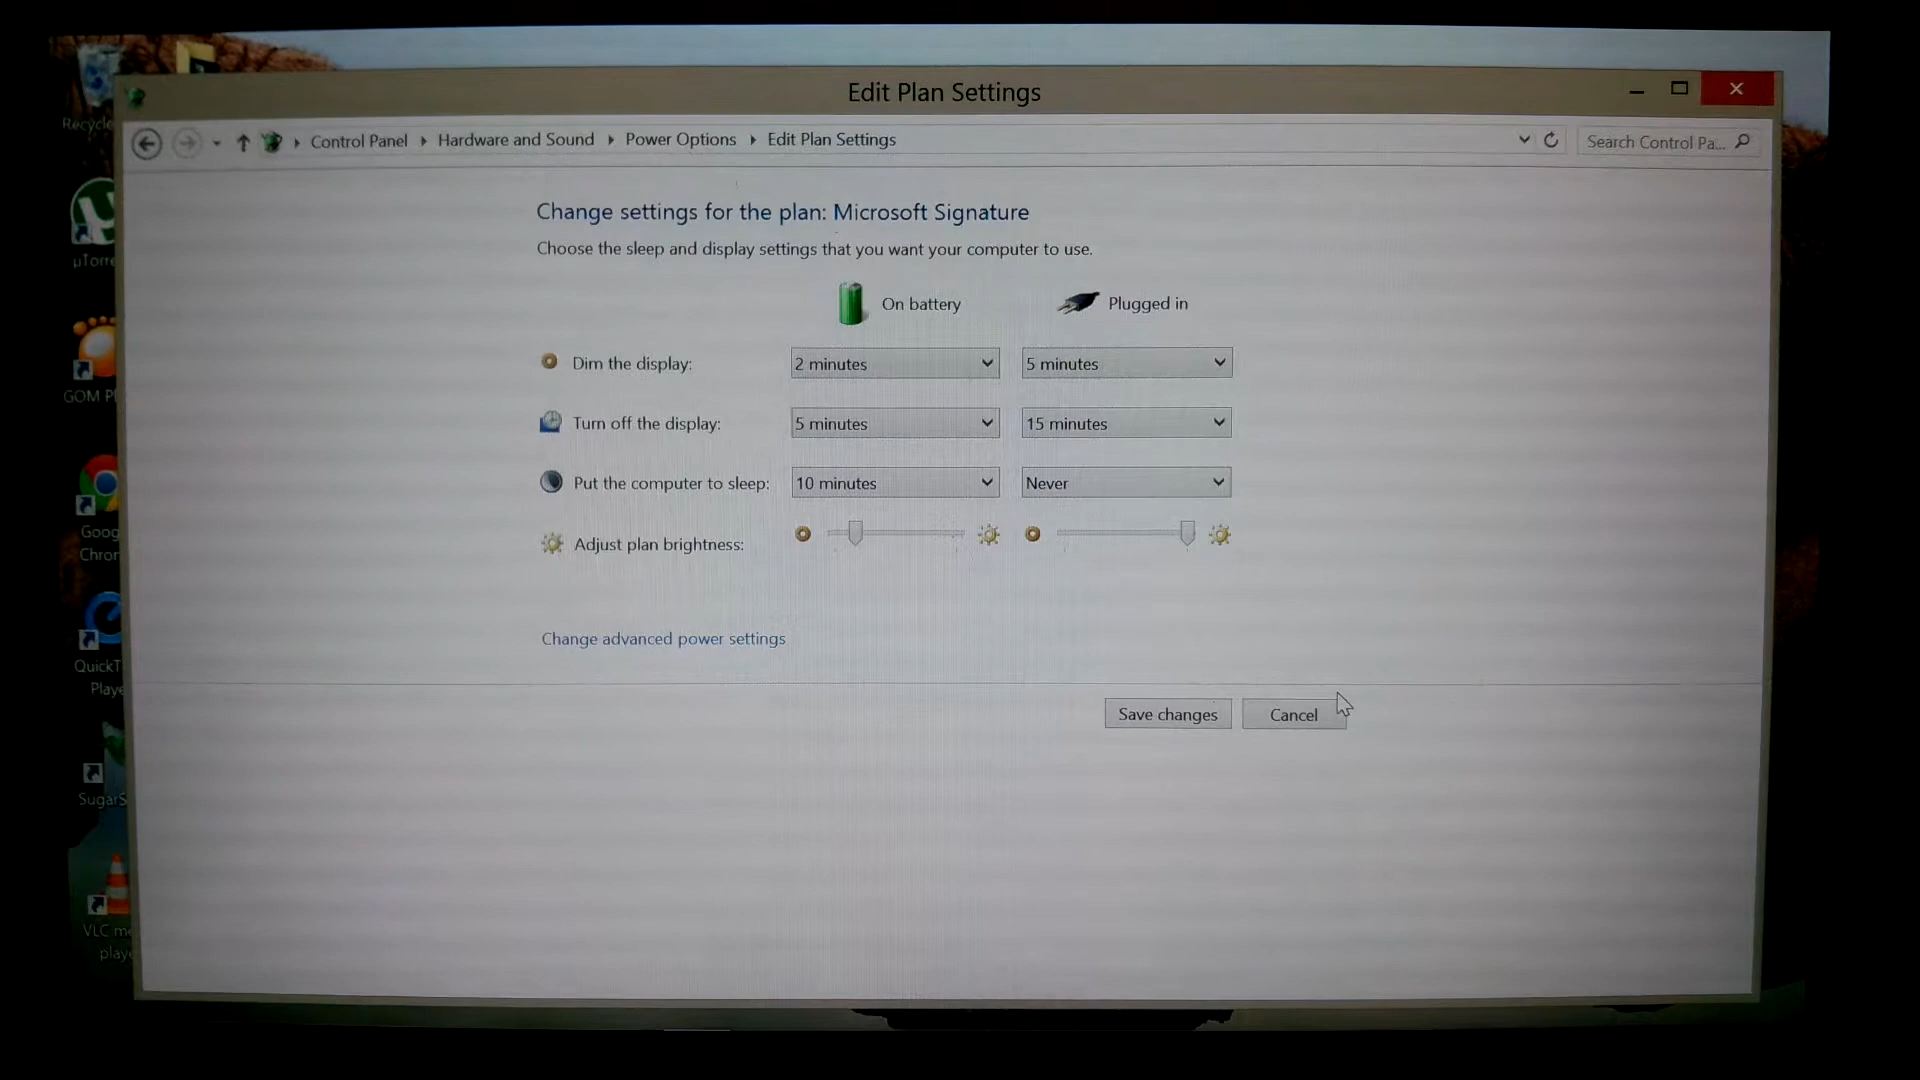 Edit Plan Settings
Control Panel Hardware and Sound Power Options Edit Plan Settings
Search Control Pa...
Change settings for the plan: Microsoft Signature
Choose the sleep and display settings that you want your computer to use.
On battery Plugged in
Dim the display: 2 minutes 5 minutes
Turn off the display: 5 minutes 15 minutes
Put the computer to sleep: 10 minutes Never
Adjust plan brightness:
Change advanced power settings
Save changes Cancel
Recycle
µTorre
GOM Pl
Goog
Chrom
QuickT
Playe
SugarS
VLC me
playe